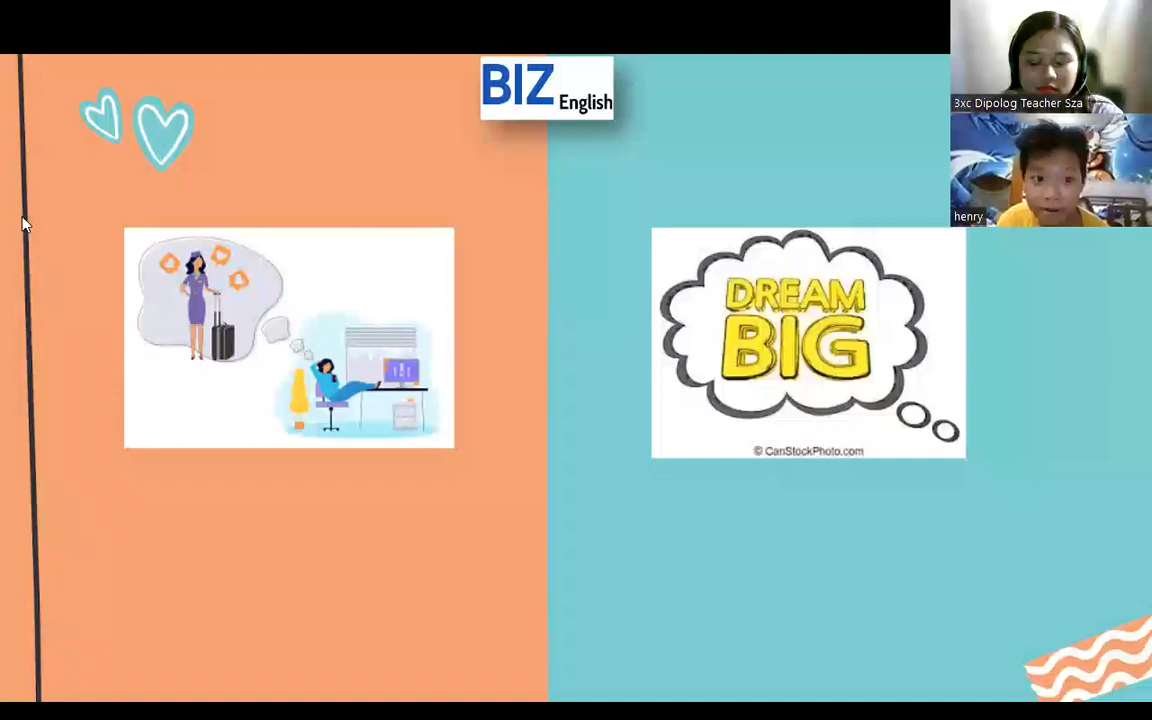 BIZ
English
3xc Dipolog Teacher Sza
henry
DREAM
BIG
© CanStockPhoto.com